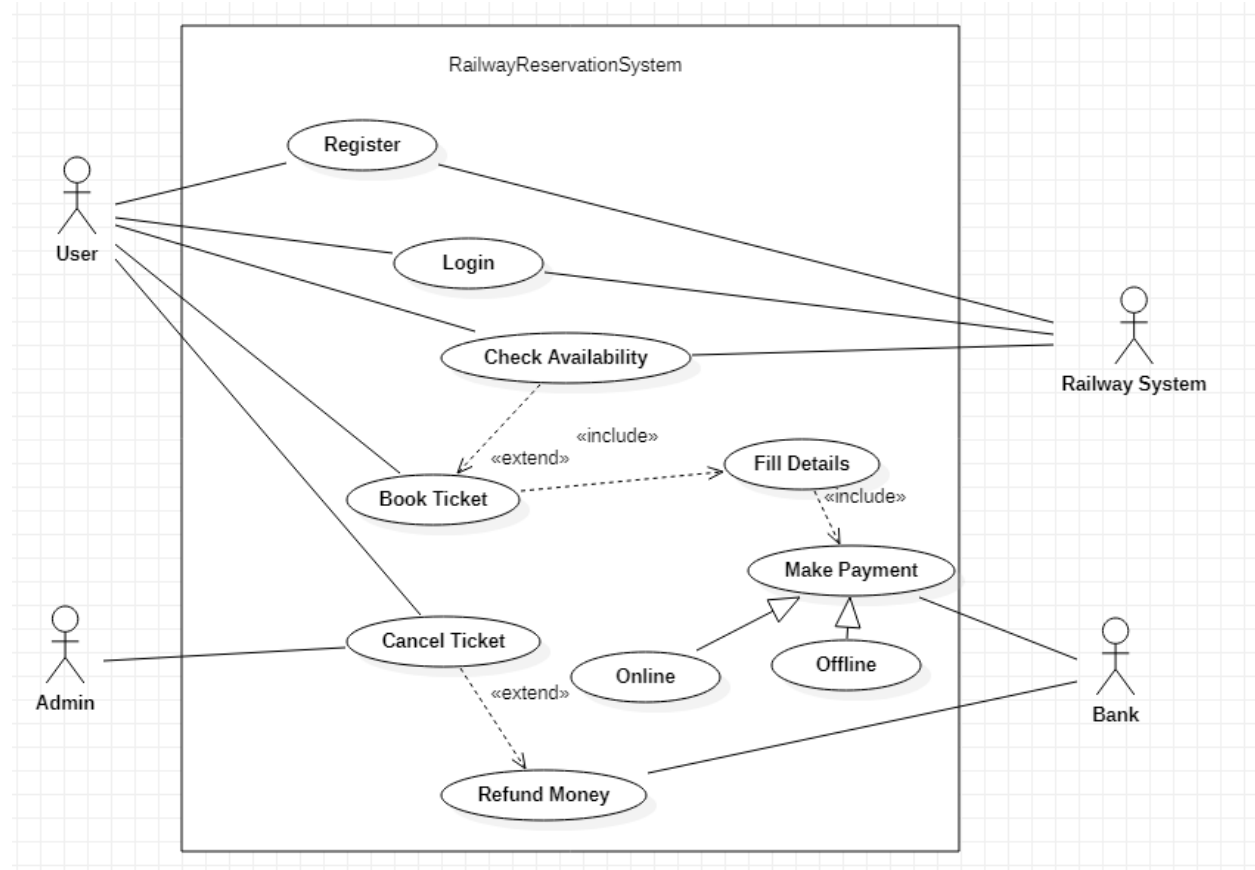 RailwayReservationSystem
Register
User
Login
Check Availability
Railway System
«include»
«extend»
Fill Details
Book Ticket
«include»
Make Payment
Cancel Ticket
Online
Offline
Admin
«extend»
Bank
Refund Money